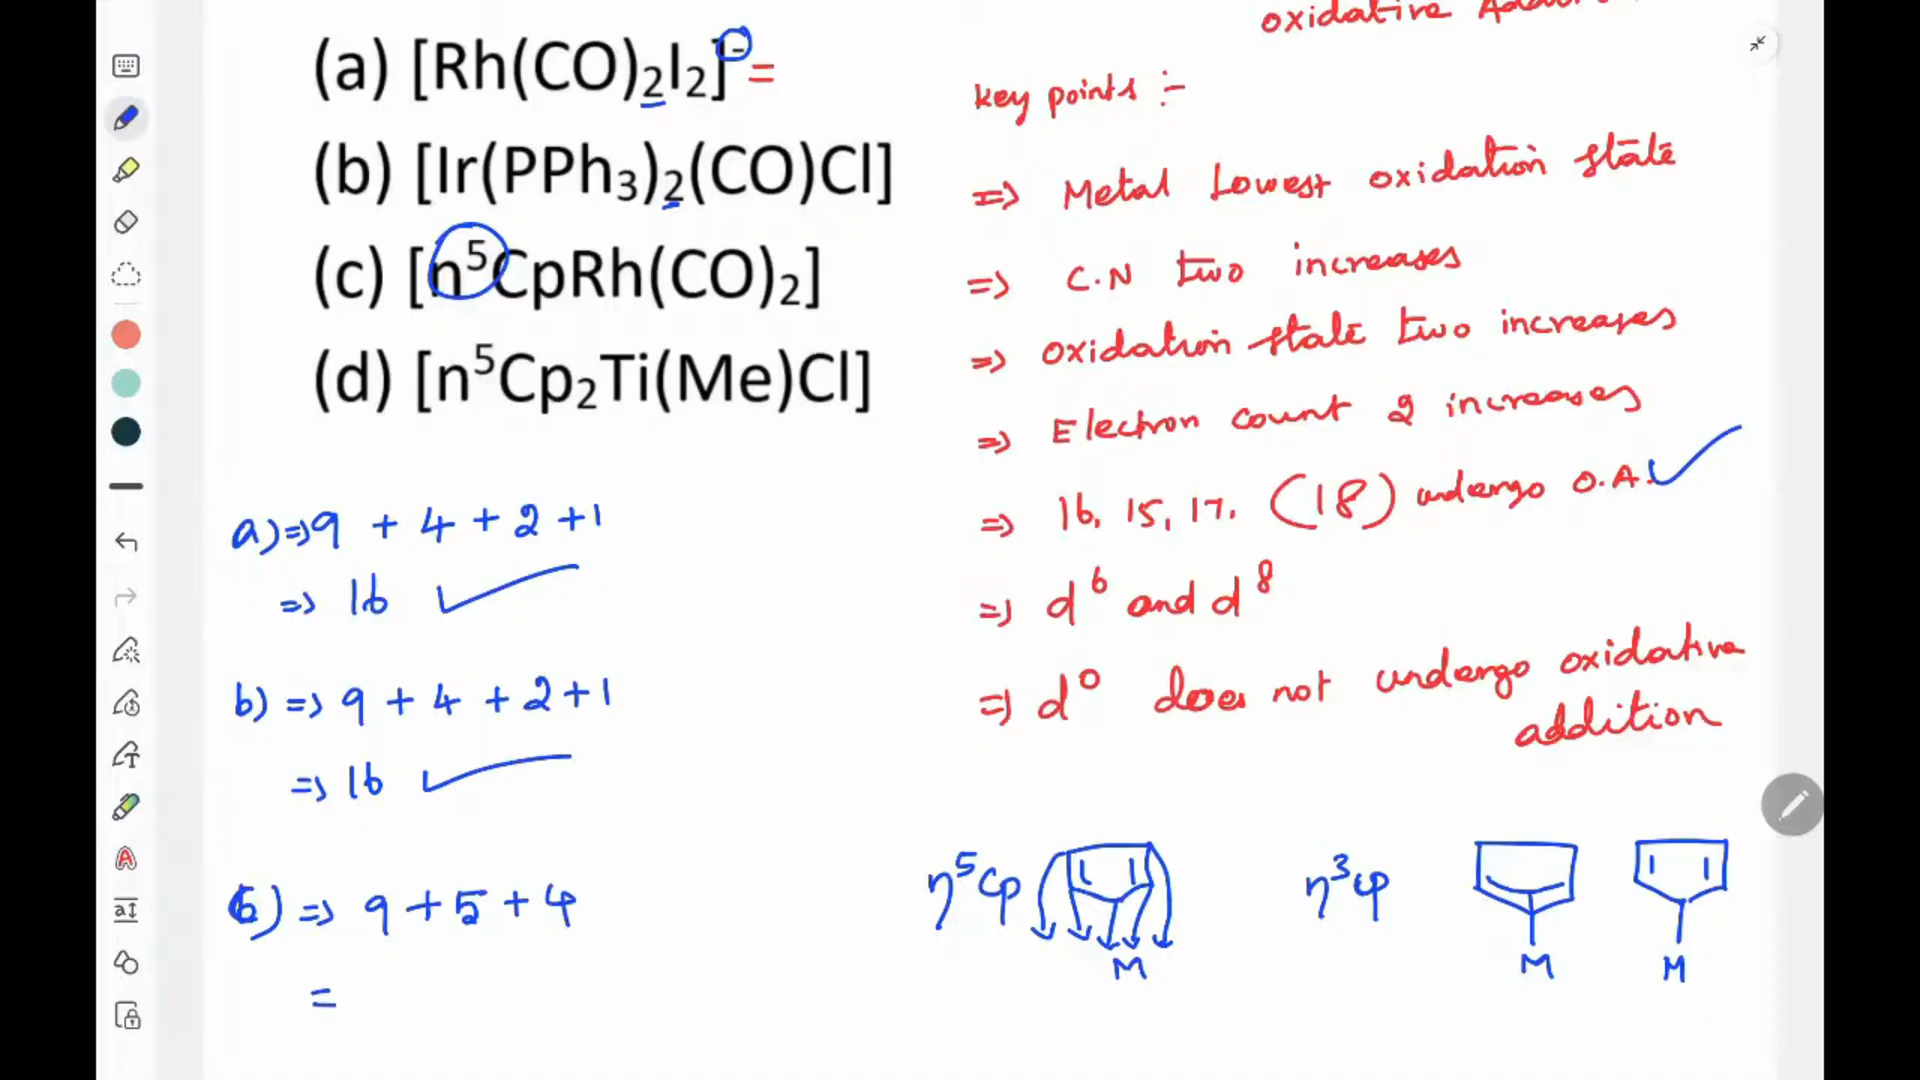 oxidative
(a) [Rh(CO)₂I₂]⁻ =
(b) [Ir(PPh₃)₂(CO)Cl]
(c) [n⁵CpRh(CO)₂]
(d) [n⁵Cp₂Ti(Me)Cl]
key points :-
=> Metal Lowest oxidation state
=> C.N two increases
=> oxidation state two increases
=> Electron count 2 increases
=> 16, 15, 17, (18) undergo O.A.
=> d⁶ and d⁸
=> d⁰ does not undergo oxidative
addition
a) => 9 + 4 + 2 + 1
=> 16
b) => 9 + 4 + 2 + 1
=> 16
c) => 9 + 5 + 4
=
η⁵Cp
M
η³Cp
M
M